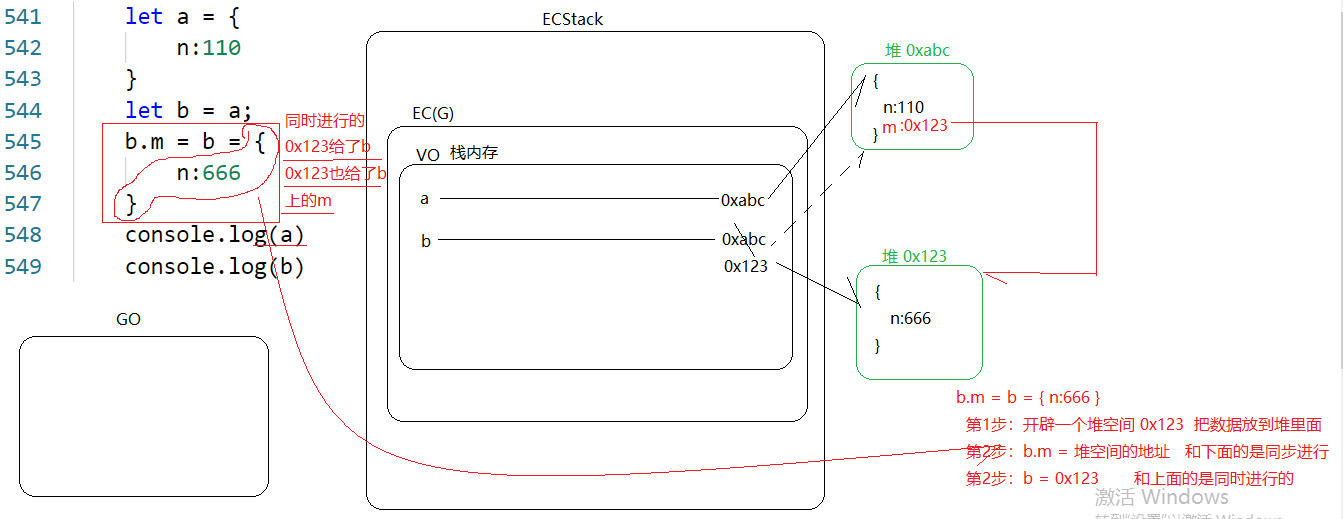 541 let a = {
542 n:110
543 }
544 let b = a;
545 b.m = b = {
546 n:666
547 }
548 console.log(a)
549 console.log(b)
同时进行的
0x123给了b
0x123也给了b
上的m
GO
ECStack
EC(G)
VO 栈内存
a 0xabc
b 0xabc
0x123
堆 0xabc
{
n:110
m :0x123
}
堆 0x123
{
n:666
}
b.m = b = { n:666 }
第1步：开辟一个堆空间 0x123 把数据放到堆里面
第2步：b.m = 堆空间的地址 和下面的是同步进行
第2步：b = 0x123 和上面的是同时进行的
激活 Windows
转到"设置"以激活 Windows